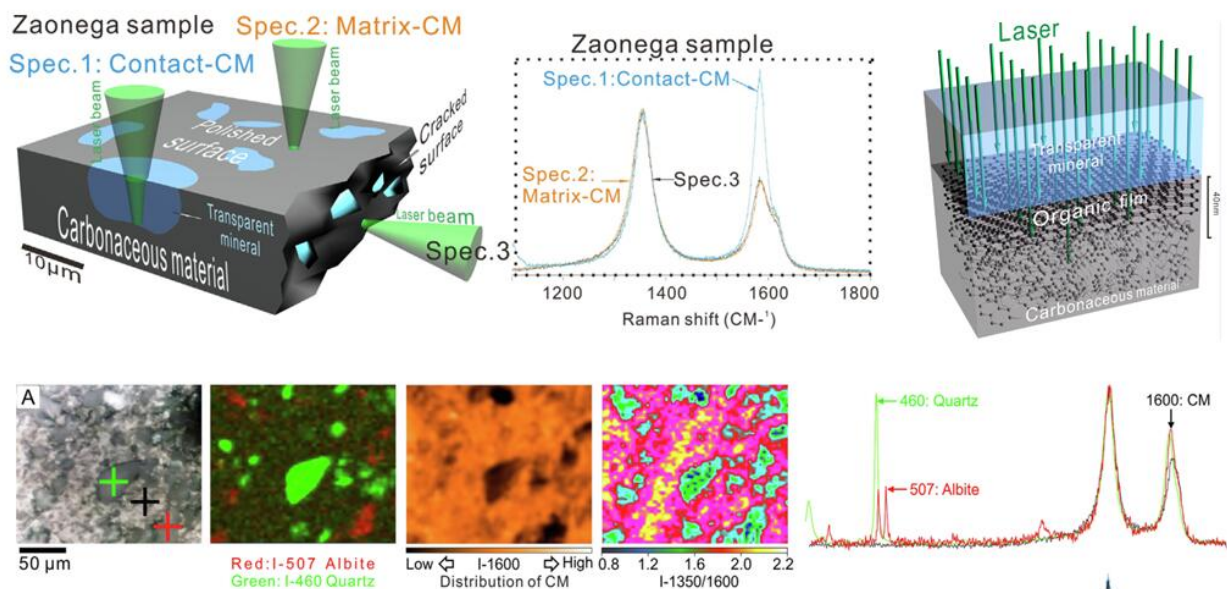 Zaonega sample
Spec.2: Matrix-CM
Spec.1: Contact-CM
Laser beam
Laser beam
Polished
surface
Cracked
surface
Transparent
mineral
Laser beam
Carbonaceous material
Spec.3
10μm
Zaonega sample
Spec.1:Contact-CM
Spec.2:
Matrix-CM
Spec.3
1200 1400 1600 1800
Raman shift (CM-¹)
Laser
Transparent
minerai
Organic film
40nm
Carbonaceous material
A
50 μm
Red:I-507 Albite
Green:I-460 Quartz
Low I-1600 High
Distribution of CM
0.8 1.2 1.6 2.0 2.2
I-1350/1600
460: Quartz
507: Albite
1600: CM